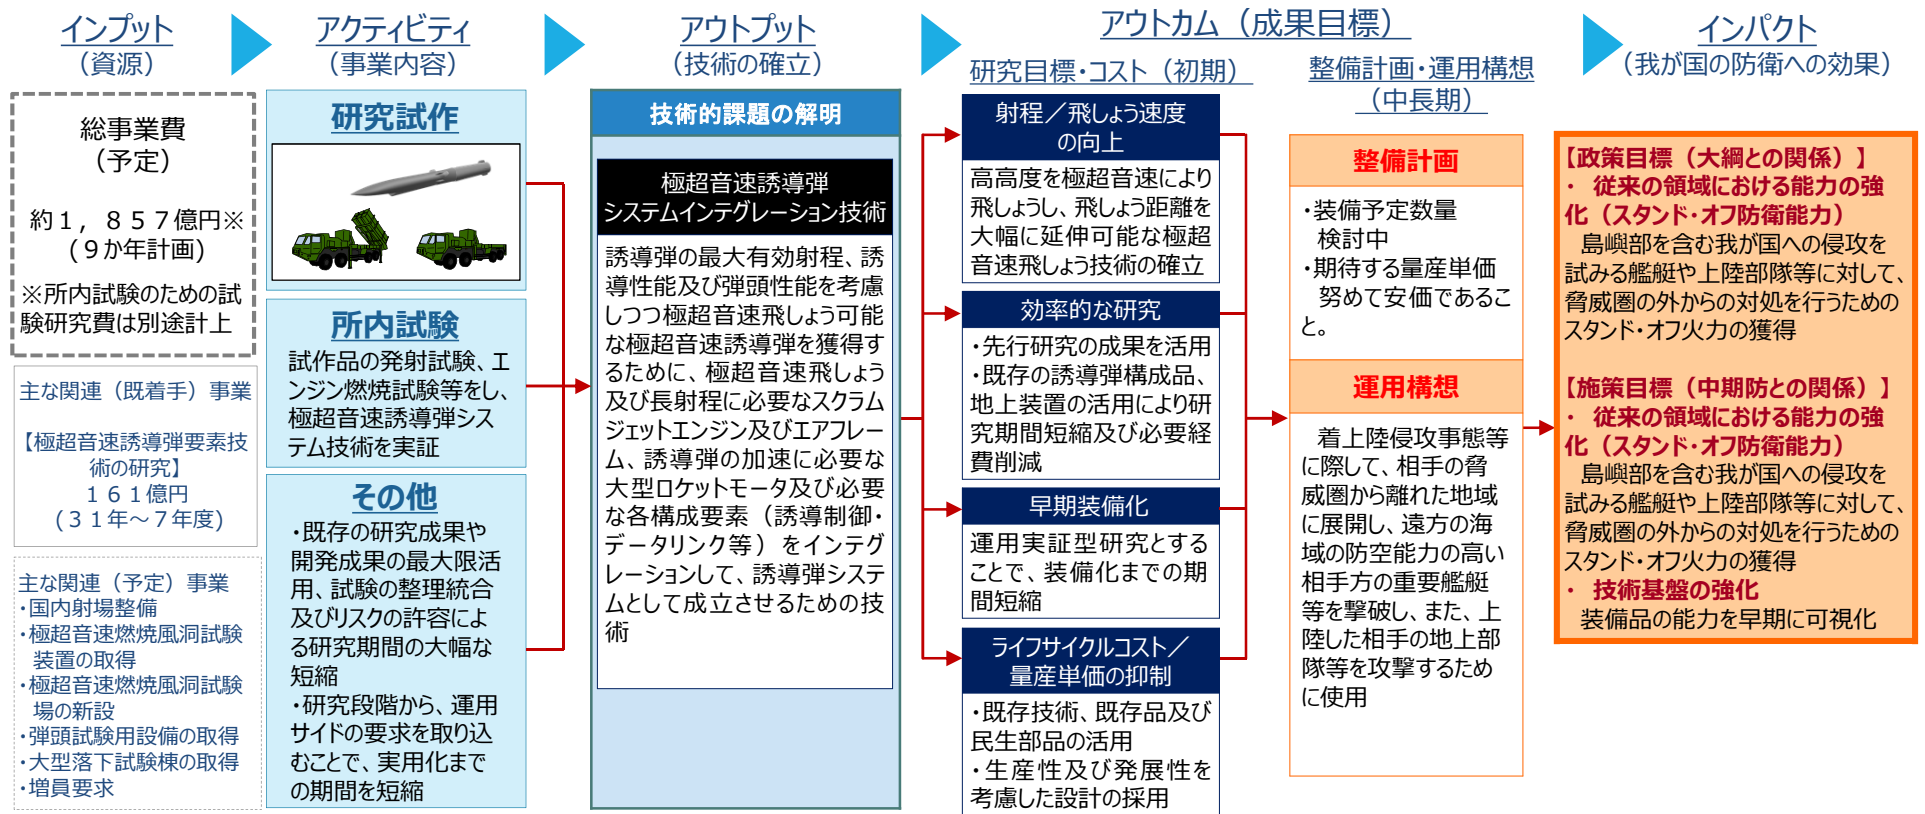 インプット
(資源)
アクティビティ
(事業内容)
アウトプット
(技術の確立)
アウトカム(成果目標)
研究目標・コスト(初期)
整備計画・運用構想
(中長期)
インパクト
(我が国の防衛への効果)
総事業費
(予定)
約1,857億円※
(9か年計画)
※所内試験のための試
験研究費は別途計上
主な関連(既着手)事業
【極超音速誘導弾要素技
術の研究】
161億円
(31年~7年度)
主な関連(予定)事業
・国内射場整備
・極超音速燃焼風洞試験
装置の取得
・極超音速燃焼風洞試験
場の新設
・弾頭試験用設備の取得
・大型落下試験棟の取得
・増員要求
研究試作
所内試験
試作品の発射試験、エ
ンジン燃焼試験等をし、
極超音速誘導弾シス
テム技術を実証
その他
・既存の研究成果や
開発成果の最大限活
用、試験の整理統合
及びリスクの許容によ
る研究期間の大幅な
短縮
・研究段階から、運用
サイドの要求を取り込
むことで、実用化まで
の期間を短縮
技術的課題の解明
極超音速誘導弾
システムインテグレーション技術
誘導弾の最大有効射程、誘
導性能及び弾頭性能を考慮
しつつ極超音速飛しょう可能
な極超音速誘導弾を獲得す
るために、極超音速飛しょう
及び長射程に必要なスクラム
ジェットエンジン及びエアフレー
ム、誘導弾の加速に必要な
大型ロケットモータ及び必要
な各構成要素(誘導制御・
データリンク等)をインテグ
レーションして、誘導弾システ
ムとして成立させるための技
術
射程/飛しょう速度
の向上
高高度を極超音速により
飛しょうし、飛しょう距離を
大幅に延伸可能な極超
音速飛しょう技術の確立
効率的な研究
・先行研究の成果を活用
・既存の誘導弾構成品、
地上装置の活用により研
究期間短縮及び必要経
費削減
早期装備化
運用実証型研究とする
ことで、装備化までの期
間短縮
ライフサイクルコスト/
量産単価の抑制
・既存技術、既存品及び
民生部品の活用
・生産性及び発展性を
考慮した設計の採用
整備計画
・装備予定数量
検討中
・期待する量産単価
努めて安価であるこ
と。
運用構想
着上陸侵攻事態等
に際して、相手の脅
威圏から離れた地域
に展開し、遠方の海
域の防空能力の高い
相手方の重要艦艇
等を撃破し、また、上
陸した相手の地上部
隊等を攻撃するため
に使用
【政策目標(大綱との関係)】
・ 従来の領域における能力の強
化(スタンド・オフ防衛能力)
島嶼部を含む我が国への侵攻を
試みる艦艇や上陸部隊等に対して、
脅威圏の外からの対処を行うための
スタンド・オフ火力の獲得
【施策目標(中期防との関係)】
・ 従来の領域における能力の強
化(スタンド・オフ防衛能力)
島嶼部を含む我が国への侵攻を
試みる艦艇や上陸部隊等に対して、
脅威圏の外からの対処を行うための
スタンド・オフ火力の獲得
・ 技術基盤の強化
装備品の能力を早期に可視化